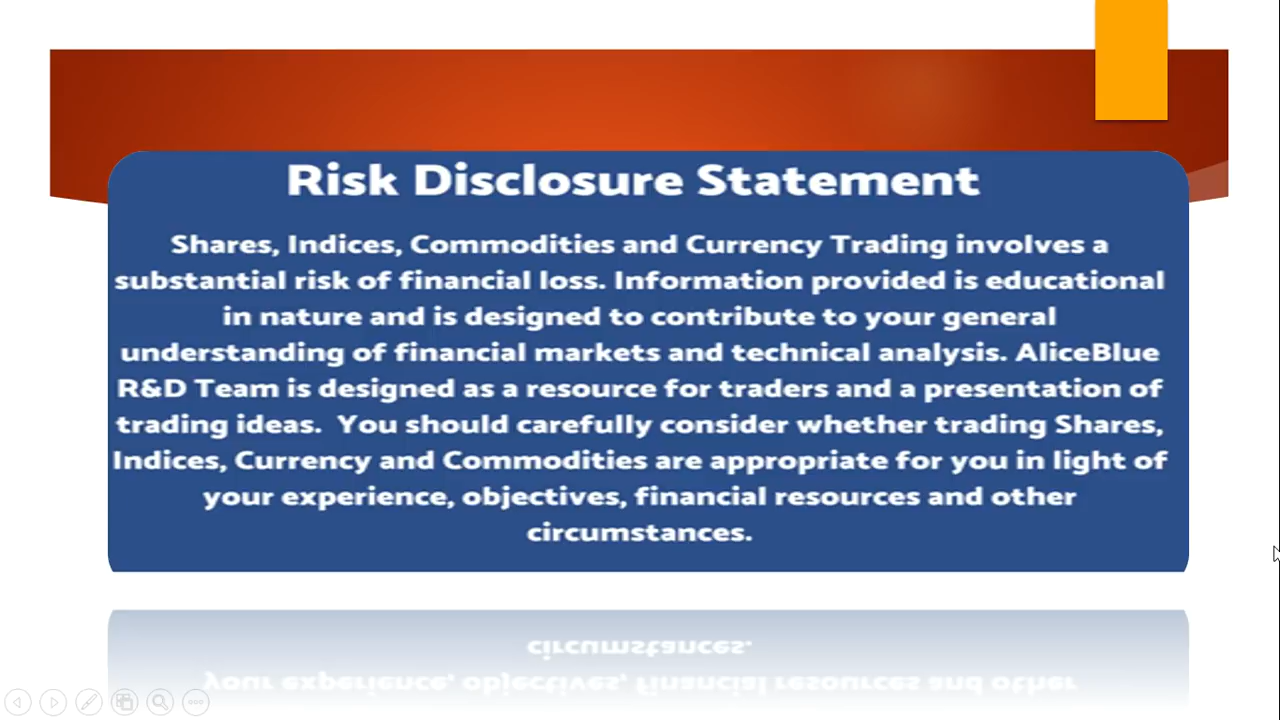 Risk Disclosure Statement
Shares, Indices, Commodities and Currency Trading involves a
substantial risk of financial loss. Information provided is educational
in nature and is designed to contribute to your general
understanding of financial markets and technical analysis. AliceBlue
R&D Team is designed as a resource for traders and a presentation of
trading ideas.  You should carefully consider whether trading Shares,
Indices, Currency and Commodities are appropriate for you in light of
your experience, objectives, financial resources and other
circumstances.